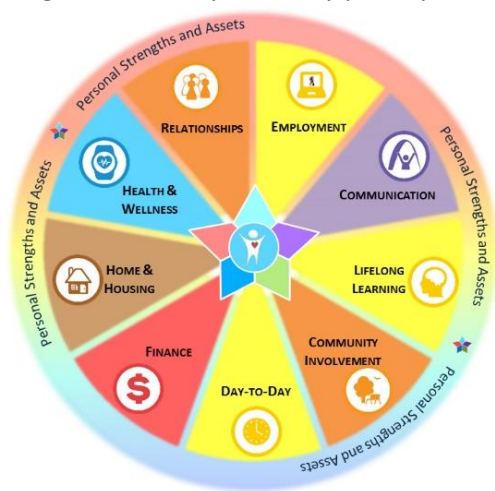 Personal Strengths and Assets
RELATIONSHIPS
EMPLOYMENT
COMMUNICATION
Personal Strengths and Assets
LIFELONG
LEARNING
COMMUNITY
INVOLVEMENT
Personal Strengths and Assets
DAY-TO-DAY
FINANCE
$
HOME &
HOUSING
HEALTH &
WELLNESS
Personal Strengths and Assets